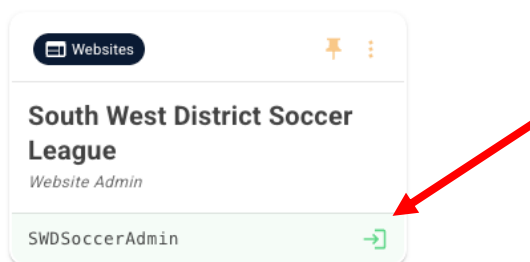 Websites
South West District Soccer
League
Website Admin
SWDSoccerAdmin